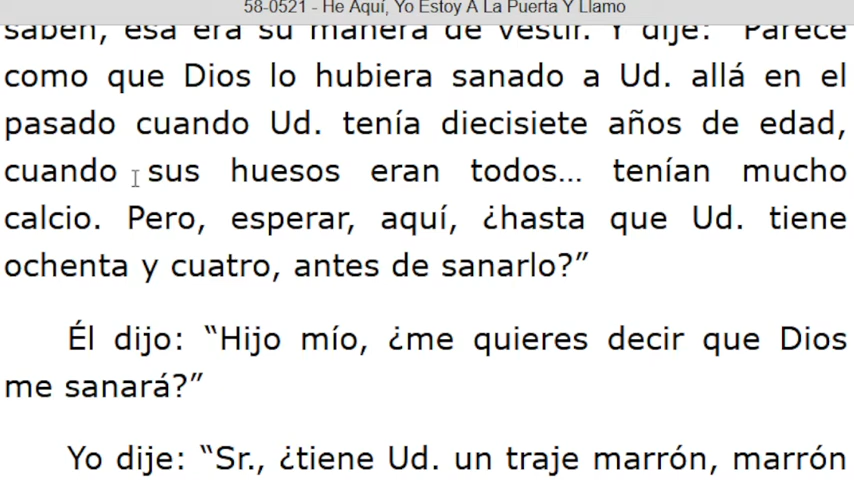 58-0521 - He Aquí, Yo Estoy A La Puerta Y Llamo
saben, esa era su manera de vestir. Y dije: “Parece
como que Dios lo hubiera sanado a Ud. allá en el
pasado cuando Ud. tenía diecisiete años de edad,
cuando sus huesos eran todos… tenían mucho
calcio. Pero, esperar, aquí, ¿hasta que Ud. tiene
ochenta y cuatro, antes de sanarlo?”
Él dijo: “Hijo mío, ¿me quieres decir que Dios
me sanará?”
Yo dije: “Sr., ¿tiene Ud. un traje marrón, marrón